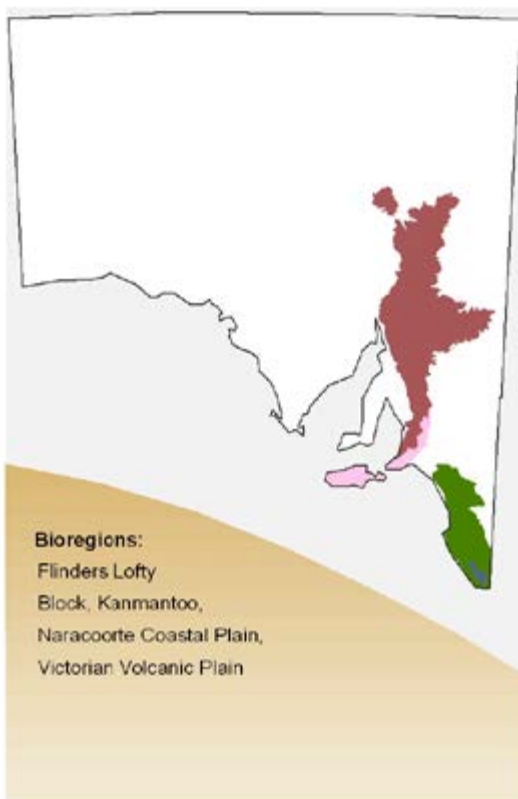 Bioregions:
Flinders Lofty
Block, Kanmantoo,
Naracoorte Coastal Plain,
Victorian Volcanic Plain